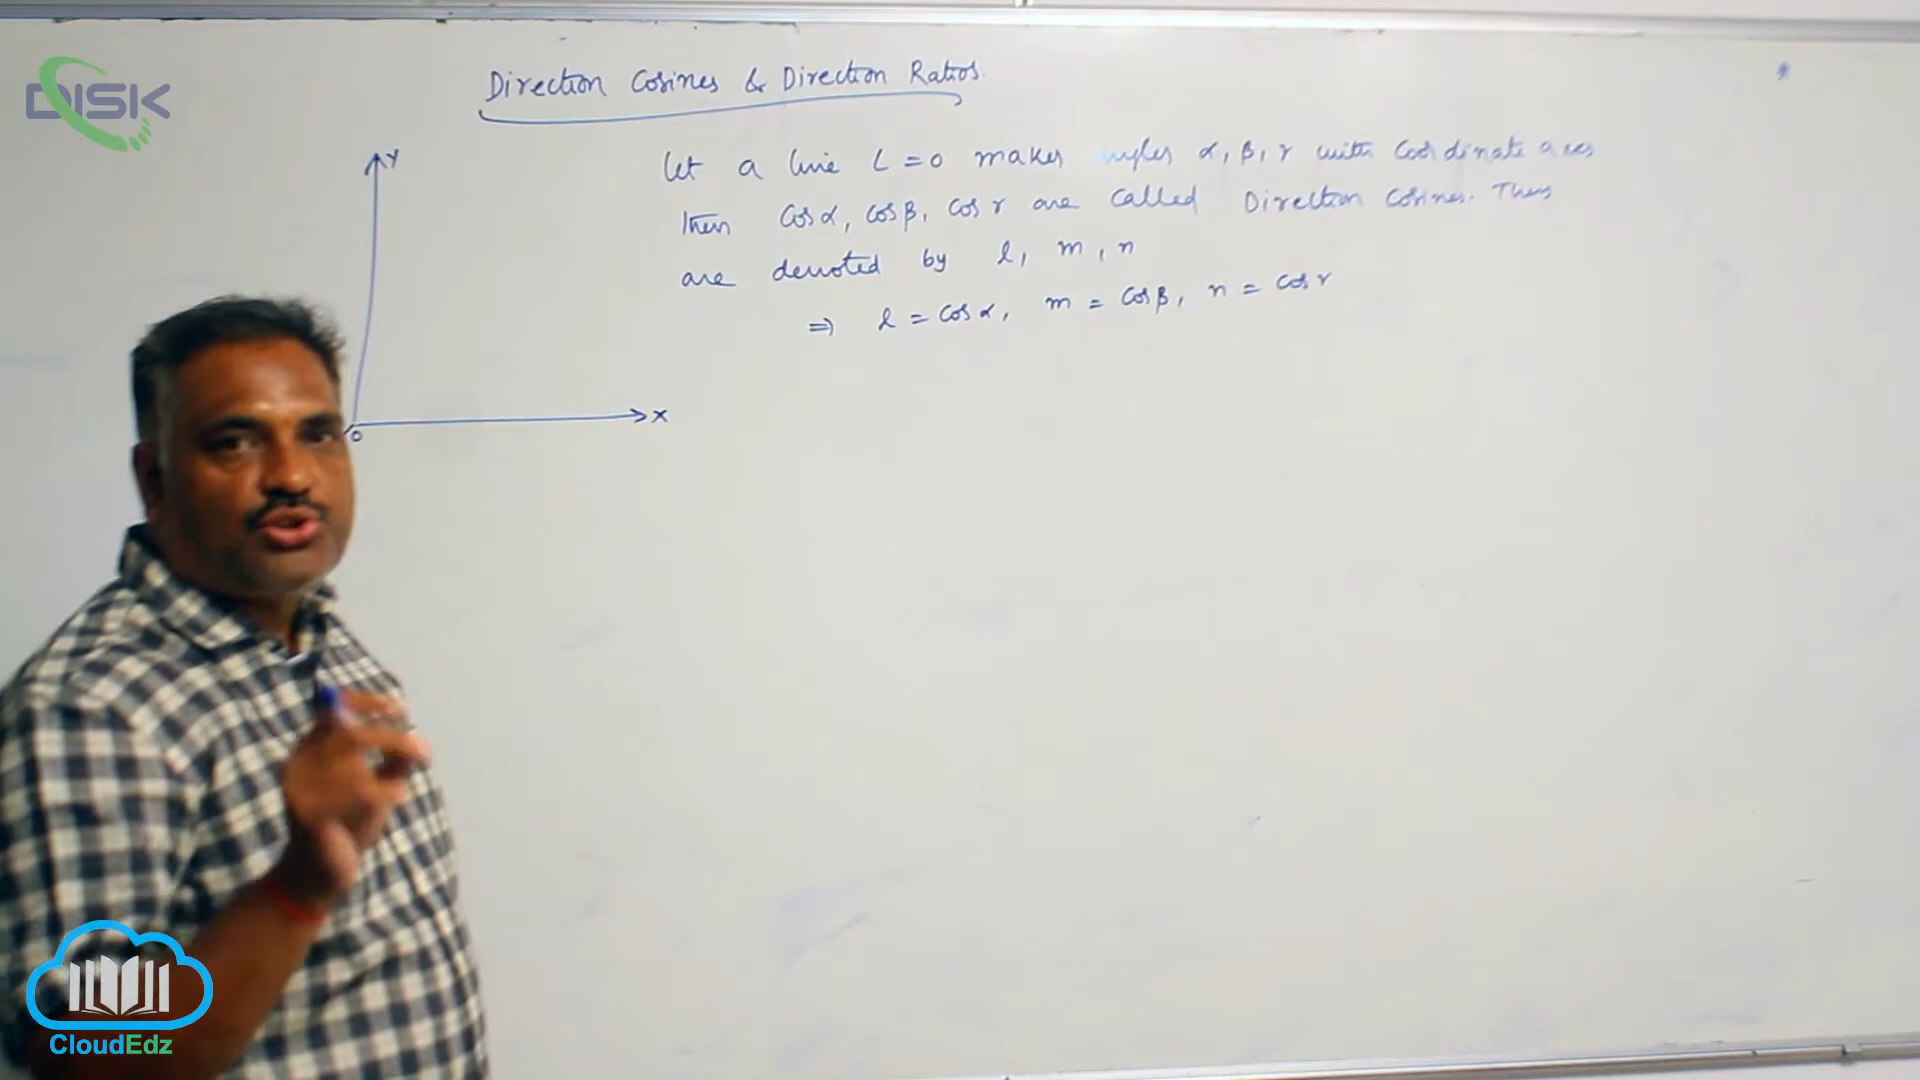 DISK
Direction Cosines & Direction Ratios.
Y
Let a line L = 0 makes angles α, β, r with Coordinate axes
Then Cos α, Cos β, Cos r are called Direction Cosines. These
are denoted by l, m, n
⇒ l = Cos α, m = Cos β, n = Cos r
X
O
CloudEdz